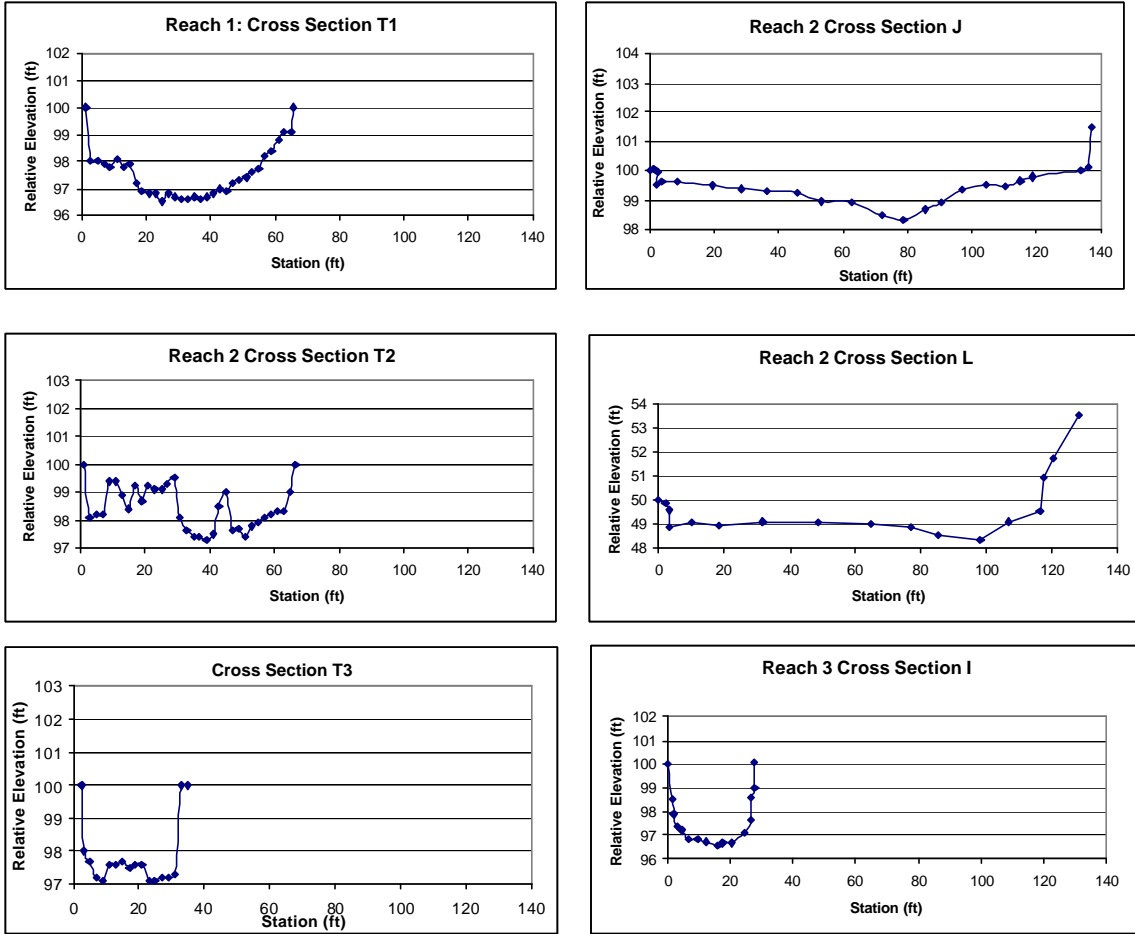 Reach 1: Cross Section T1
Relative Elevation (ft)
102
101
100
99
98
97
96
0 20 40 60 80 100 120 140
Station (ft)
Reach 2 Cross Section J
Relative Elevation (ft)
104
103
102
101
100
99
98
0 20 40 60 80 100 120 140
Station (ft)
Reach 2 Cross Section T2
Relative Elevation (ft)
103
102
101
100
99
98
97
0 20 40 60 80 100 120 140
Station (ft)
Reach 2 Cross Section L
Relative Elevation (ft)
54
53
52
51
50
49
48
0 20 40 60 80 100 120 140
Station (ft)
Cross Section T3
Relative Elevation (ft)
103
102
101
100
99
98
97
0 20 40 60 80 100 120 140
Station (ft)
Reach 3 Cross Section I
Relative Elevation (ft)
102
101
100
99
98
97
96
0 20 40 60 80 100 120 140
Station (ft)